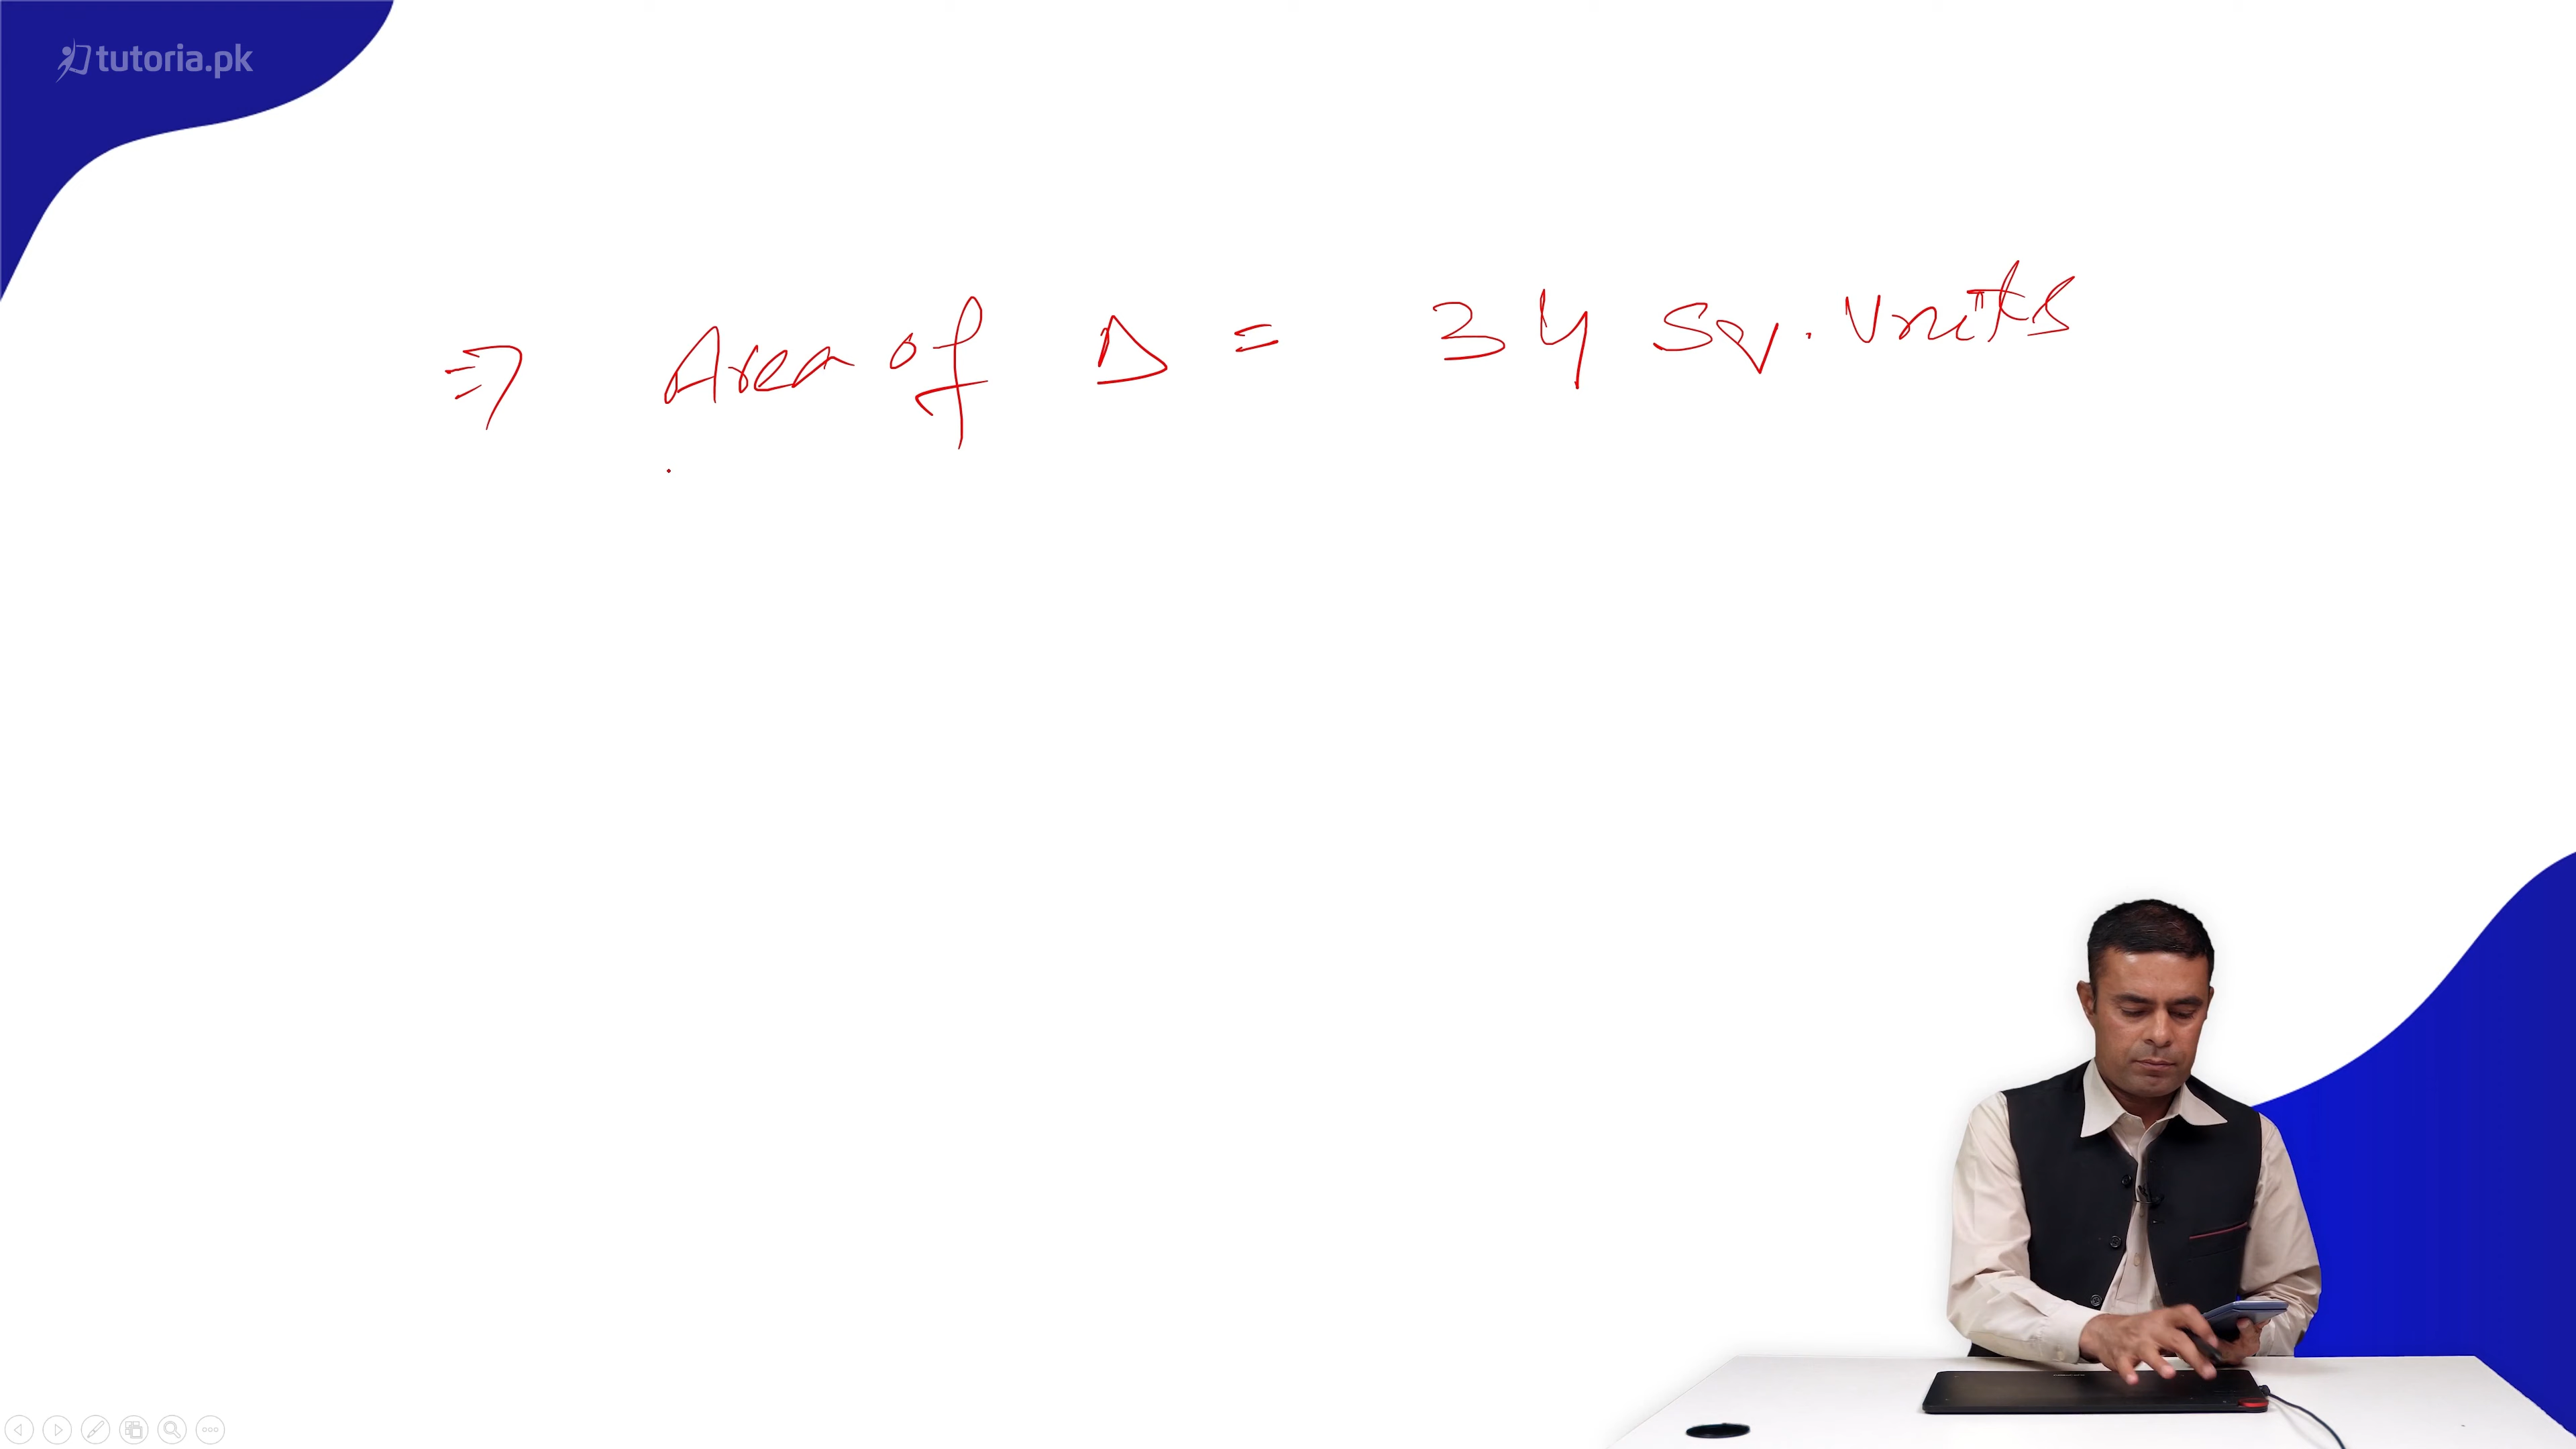 tutoria.pk
⇒ Area of Δ = 34 Sq. Units